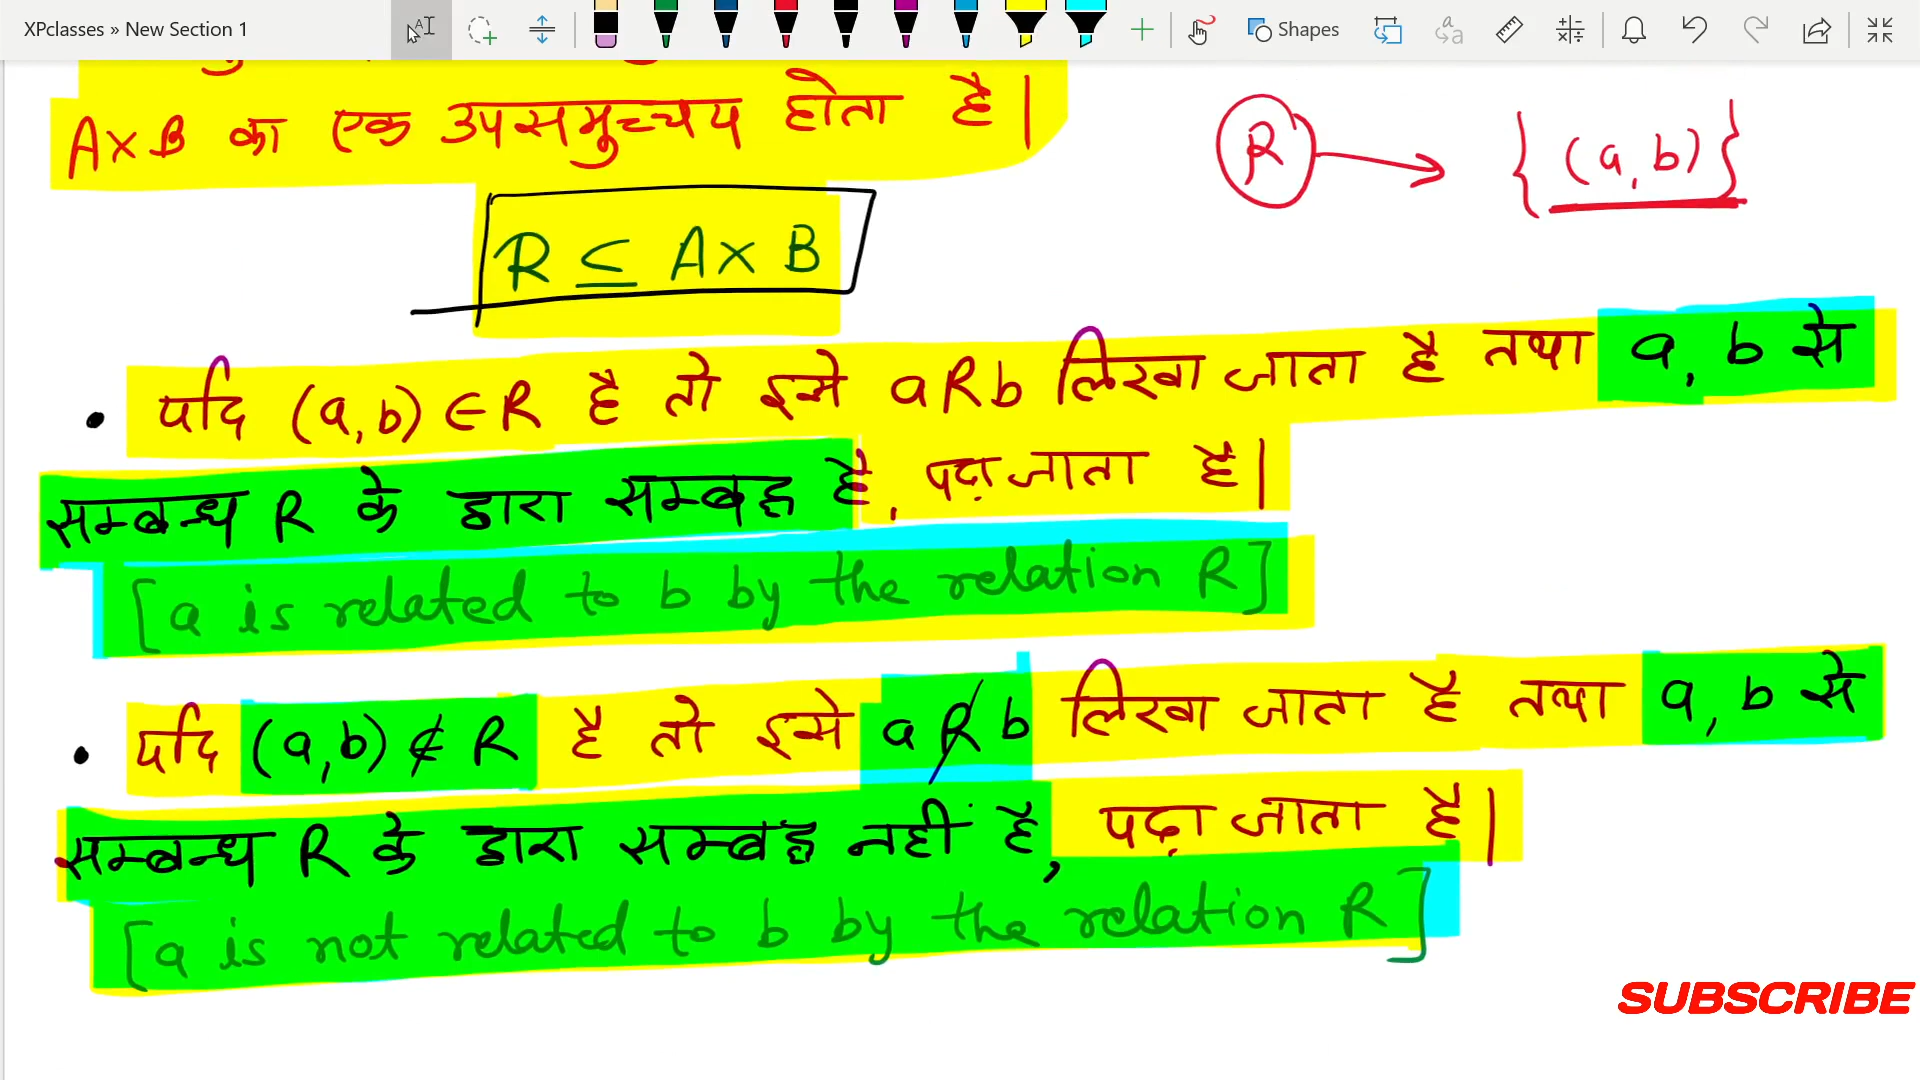 XPclasses » New Section 1
Shapes
A×B का एक उपसमुच्चय होता है|
R → {(a, b)}
R ⊆ A×B
• यदि (a, b) ∈ R है तो इसे aRb लिखा जाता है तथा a, b से
सम्बन्ध R के द्वारा सम्बद्ध है, पढ़ा जाता है|
[a is related to b by the relation R]
• यदि (a, b) ∉ R है तो इसे a R̸ b लिखा जाता है तथा a, b से
सम्बन्ध R के द्वारा सम्बद्ध नहीं है, पढ़ा जाता है|
[a is not related to b by the relation R]
SUBSCRIBE